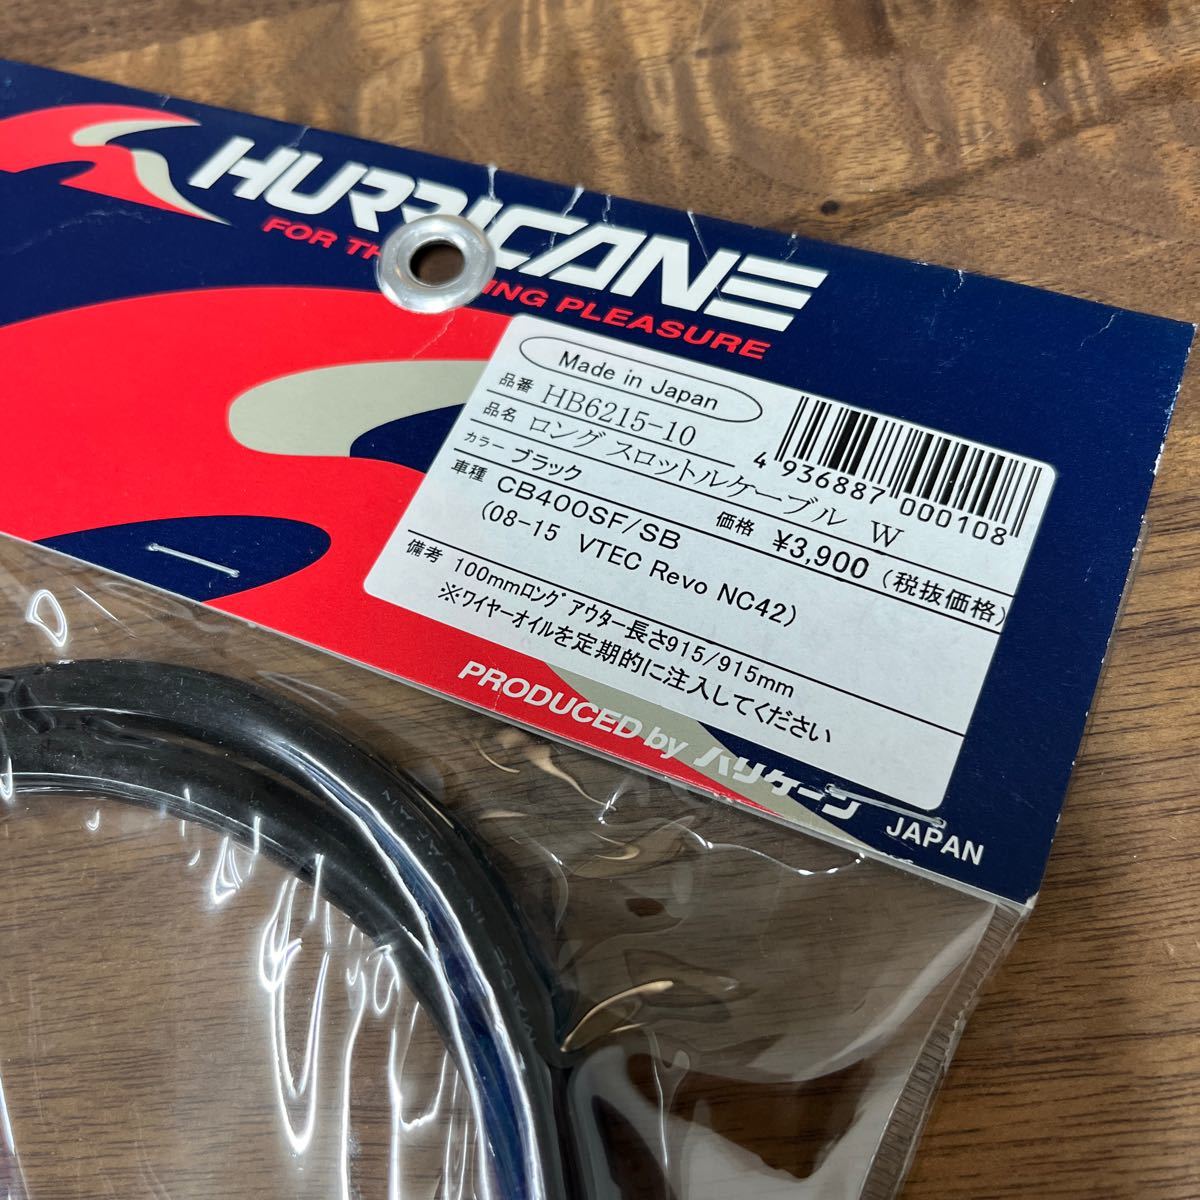 HURRICANE
FOR TH ING PLEASURE
Made in Japan
品番 HB6215-10
品名 ロング スロットルケーブル W
カラー ブラック
価格 ¥3,900 (税抜価格)
車種 CB400SF/SB
(08-15 VTEC Revo NC42)
備考 100mmロング アウター長さ915/915mm
※ワイヤーオイルを定期的に注入してください
4 936887 000108
PRODUCED by ハリケーン
JAPAN